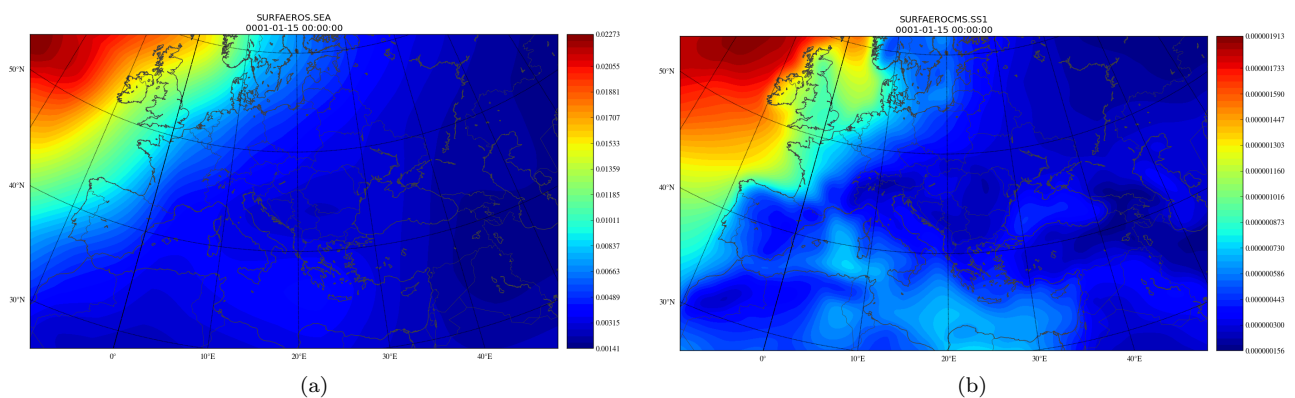 SURFAEROS.SEA
0001-01-15 00:00:00
50°N
40°N
30°N
0°
10°E
20°E
30°E
40°E
0.02273
0.02055
0.01881
0.01707
0.01533
0.01359
0.01185
0.01011
0.00837
0.00663
0.00489
0.00315
0.00141
(a)
SURFAEROCMS.SS1
0001-01-15 00:00:00
50°N
40°N
30°N
0°
10°E
20°E
30°E
40°E
0.000001913
0.000001733
0.000001590
0.000001447
0.000001303
0.000001160
0.000001016
0.000000873
0.000000730
0.000000586
0.000000443
0.000000300
0.000000156
(b)